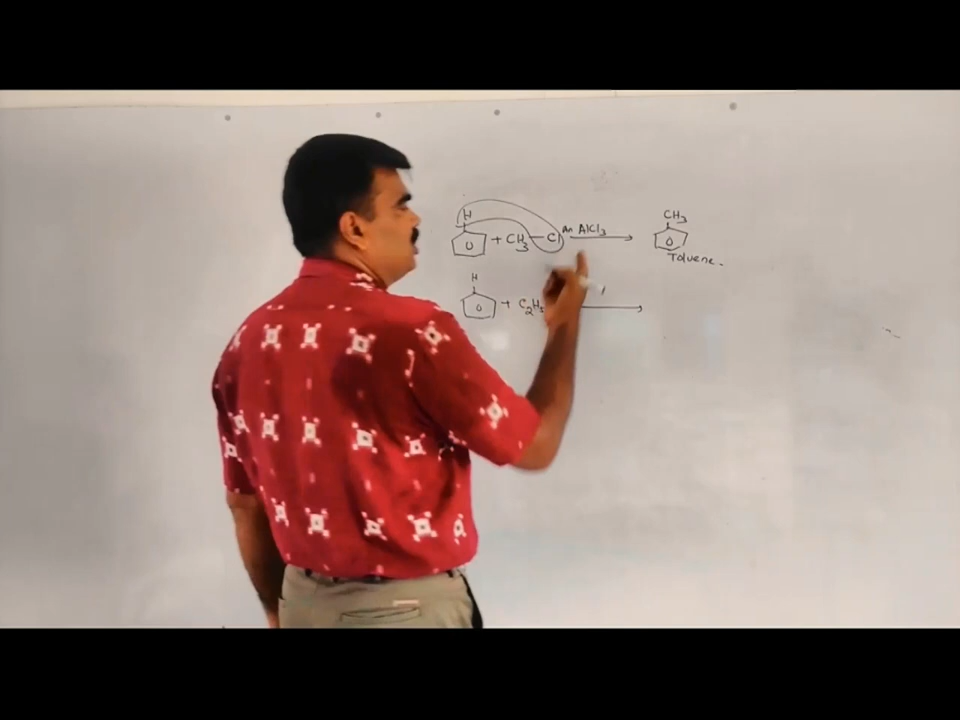 H
+ CH3 — Cl An AlCl3 → CH3
Toluene.
H
+ C2H5 →